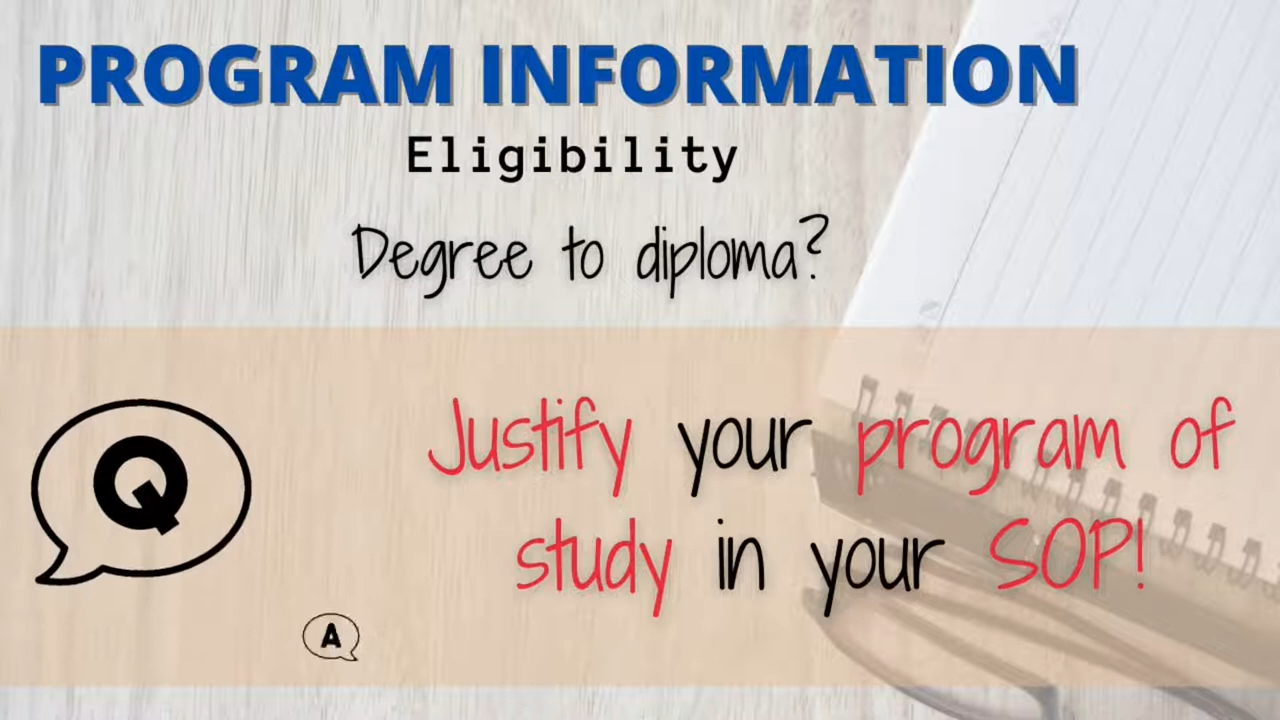 PROGRAM INFORMATION
Eligibility
Degree to diploma?
Q
Justify your program of
study in your SOP!
A